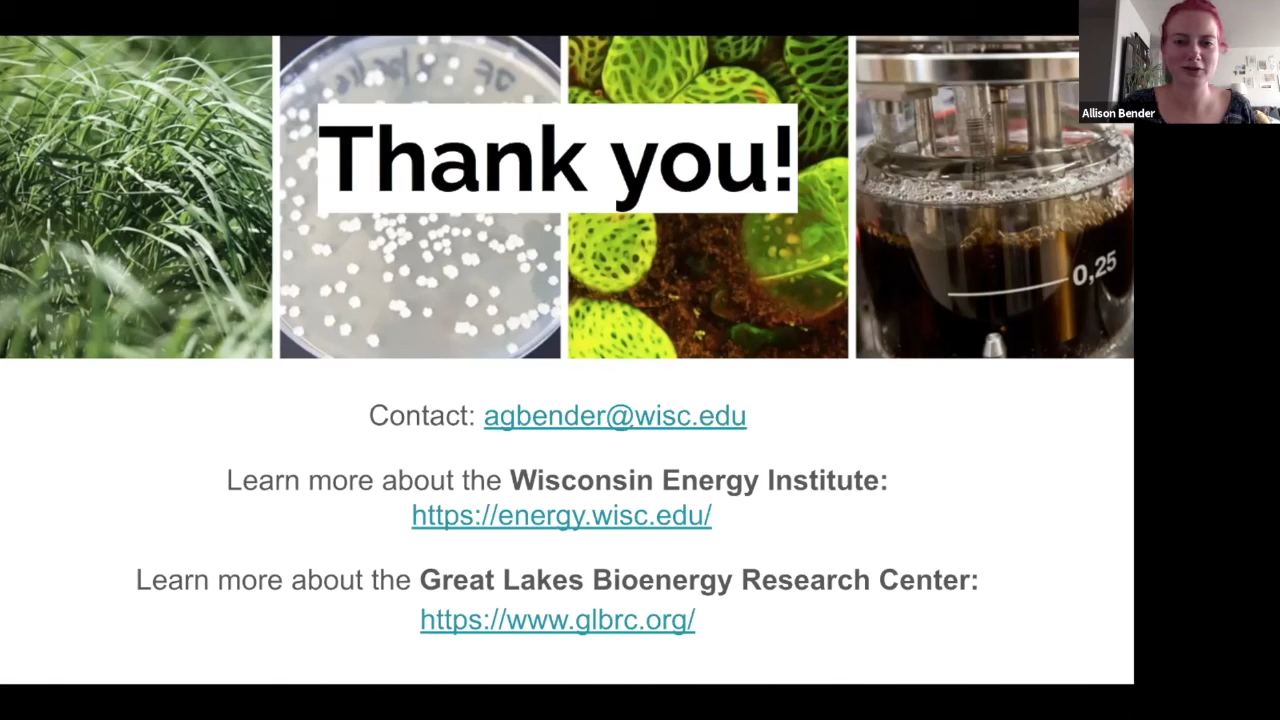 Allison Bender
Thank you!
0,25
Contact: agbender@wisc.edu
Learn more about the Wisconsin Energy Institute:
https://energy.wisc.edu/
Learn more about the Great Lakes Bioenergy Research Center:
https://www.glbrc.org/